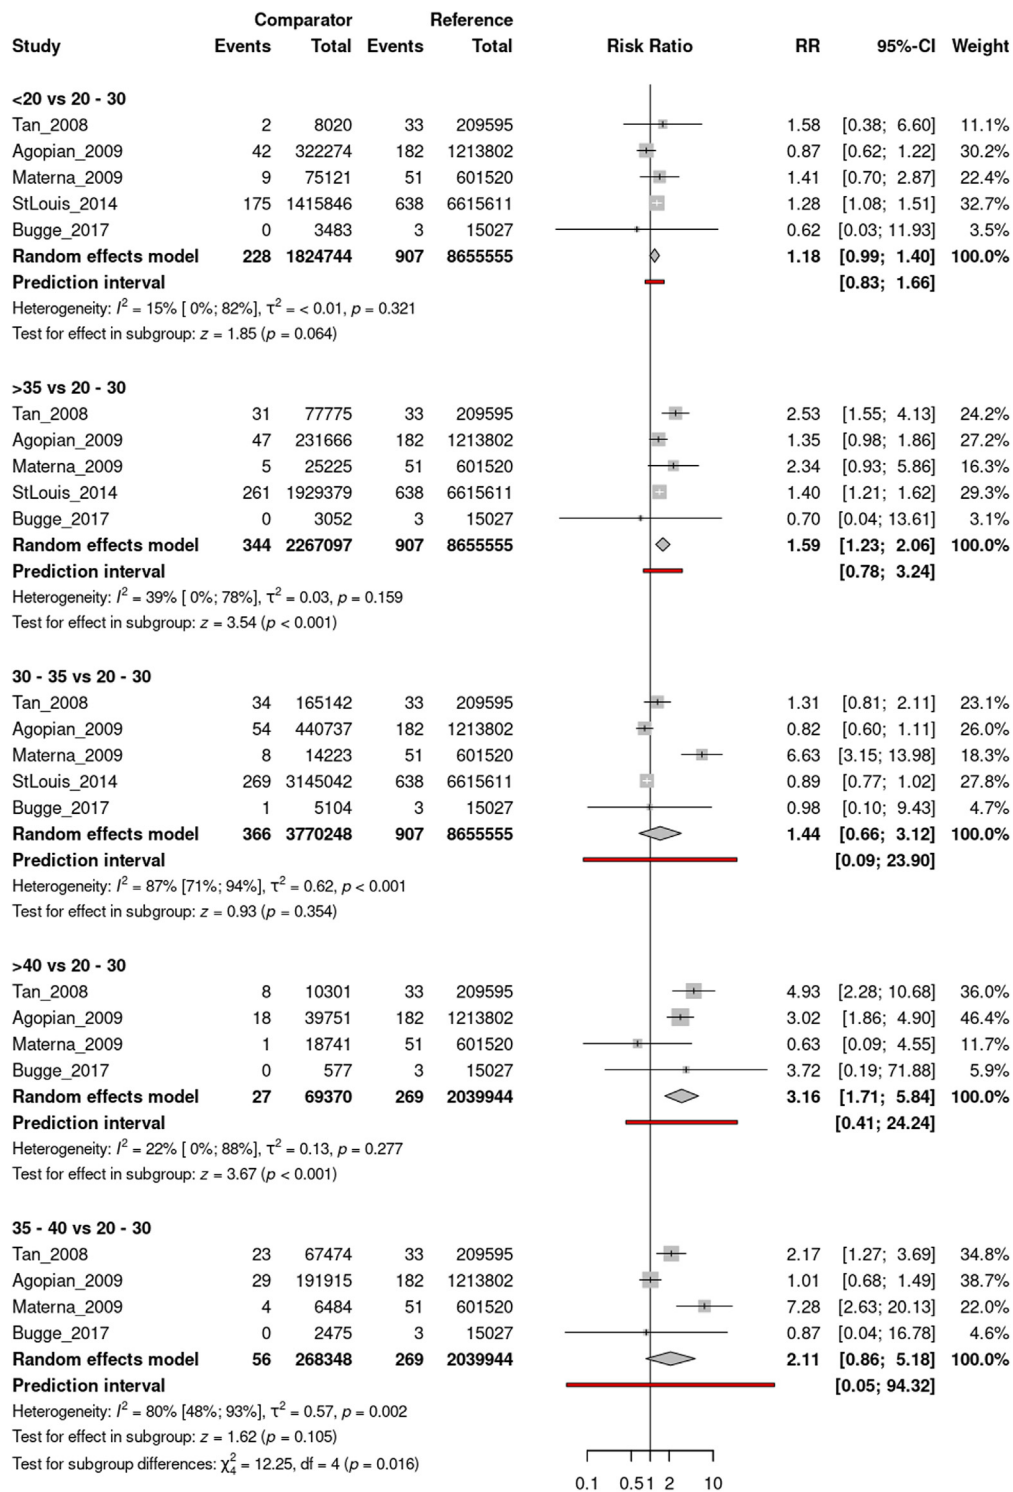 Comparator Reference
Study Events Total Events Total Risk Ratio RR 95%-CI Weight
<20 vs 20 - 30
Tan_2008 2 8020 33 209595 1.58 [0.38; 6.60] 11.1%
Agopian_2009 42 322274 182 1213802 0.87 [0.62; 1.22] 30.2%
Materna_2009 9 75121 51 601520 1.41 [0.70; 2.87] 22.4%
StLouis_2014 175 1415846 638 6615611 1.28 [1.08; 1.51] 32.7%
Bugge_2017 0 3483 3 15027 0.62 [0.03; 11.93] 3.5%
Random effects model 228 1824744 907 8655555 1.18 [0.99; 1.40] 100.0%
Prediction interval [0.83; 1.66]
Heterogeneity: I² = 15% [ 0%; 82%], τ² = < 0.01, p = 0.321
Test for effect in subgroup: z = 1.85 (p = 0.064)
>35 vs 20 - 30
Tan_2008 31 77775 33 209595 2.53 [1.55; 4.13] 24.2%
Agopian_2009 47 231666 182 1213802 1.35 [0.98; 1.86] 27.2%
Materna_2009 5 25225 51 601520 2.34 [0.93; 5.86] 16.3%
StLouis_2014 261 1929379 638 6615611 1.40 [1.21; 1.62] 29.3%
Bugge_2017 0 3052 3 15027 0.70 [0.04; 13.61] 3.1%
Random effects model 344 2267097 907 8655555 1.59 [1.23; 2.06] 100.0%
Prediction interval [0.78; 3.24]
Heterogeneity: I² = 39% [ 0%; 78%], τ² = 0.03, p = 0.159
Test for effect in subgroup: z = 3.54 (p < 0.001)
30 - 35 vs 20 - 30
Tan_2008 34 165142 33 209595 1.31 [0.81; 2.11] 23.1%
Agopian_2009 54 440737 182 1213802 0.82 [0.60; 1.11] 26.0%
Materna_2009 8 14223 51 601520 6.63 [3.15; 13.98] 18.3%
StLouis_2014 269 3145042 638 6615611 0.89 [0.77; 1.02] 27.8%
Bugge_2017 1 5104 3 15027 0.98 [0.10; 9.43] 4.7%
Random effects model 366 3770248 907 8655555 1.44 [0.66; 3.12] 100.0%
Prediction interval [0.09; 23.90]
Heterogeneity: I² = 87% [71%; 94%], τ² = 0.62, p < 0.001
Test for effect in subgroup: z = 0.93 (p = 0.354)
>40 vs 20 - 30
Tan_2008 8 10301 33 209595 4.93 [2.28; 10.68] 36.0%
Agopian_2009 18 39751 182 1213802 3.02 [1.86; 4.90] 46.4%
Materna_2009 1 18741 51 601520 0.63 [0.09; 4.55] 11.7%
Bugge_2017 0 577 3 15027 3.72 [0.19; 71.88] 5.9%
Random effects model 27 69370 269 2039944 3.16 [1.71; 5.84] 100.0%
Prediction interval [0.41; 24.24]
Heterogeneity: I² = 22% [ 0%; 88%], τ² = 0.13, p = 0.277
Test for effect in subgroup: z = 3.67 (p < 0.001)
35 - 40 vs 20 - 30
Tan_2008 23 67474 33 209595 2.17 [1.27; 3.69] 34.8%
Agopian_2009 29 191915 182 1213802 1.01 [0.68; 1.49] 38.7%
Materna_2009 4 6484 51 601520 7.28 [2.63; 20.13] 22.0%
Bugge_2017 0 2475 3 15027 0.87 [0.04; 16.78] 4.6%
Random effects model 56 268348 269 2039944 2.11 [0.86; 5.18] 100.0%
Prediction interval [0.05; 94.32]
Heterogeneity: I² = 80% [48%; 93%], τ² = 0.57, p = 0.002
Test for effect in subgroup: z = 1.62 (p = 0.105)
Test for subgroup differences: χ²₄ = 12.25, df = 4 (p = 0.016)
0.1 0.5 1 2 10